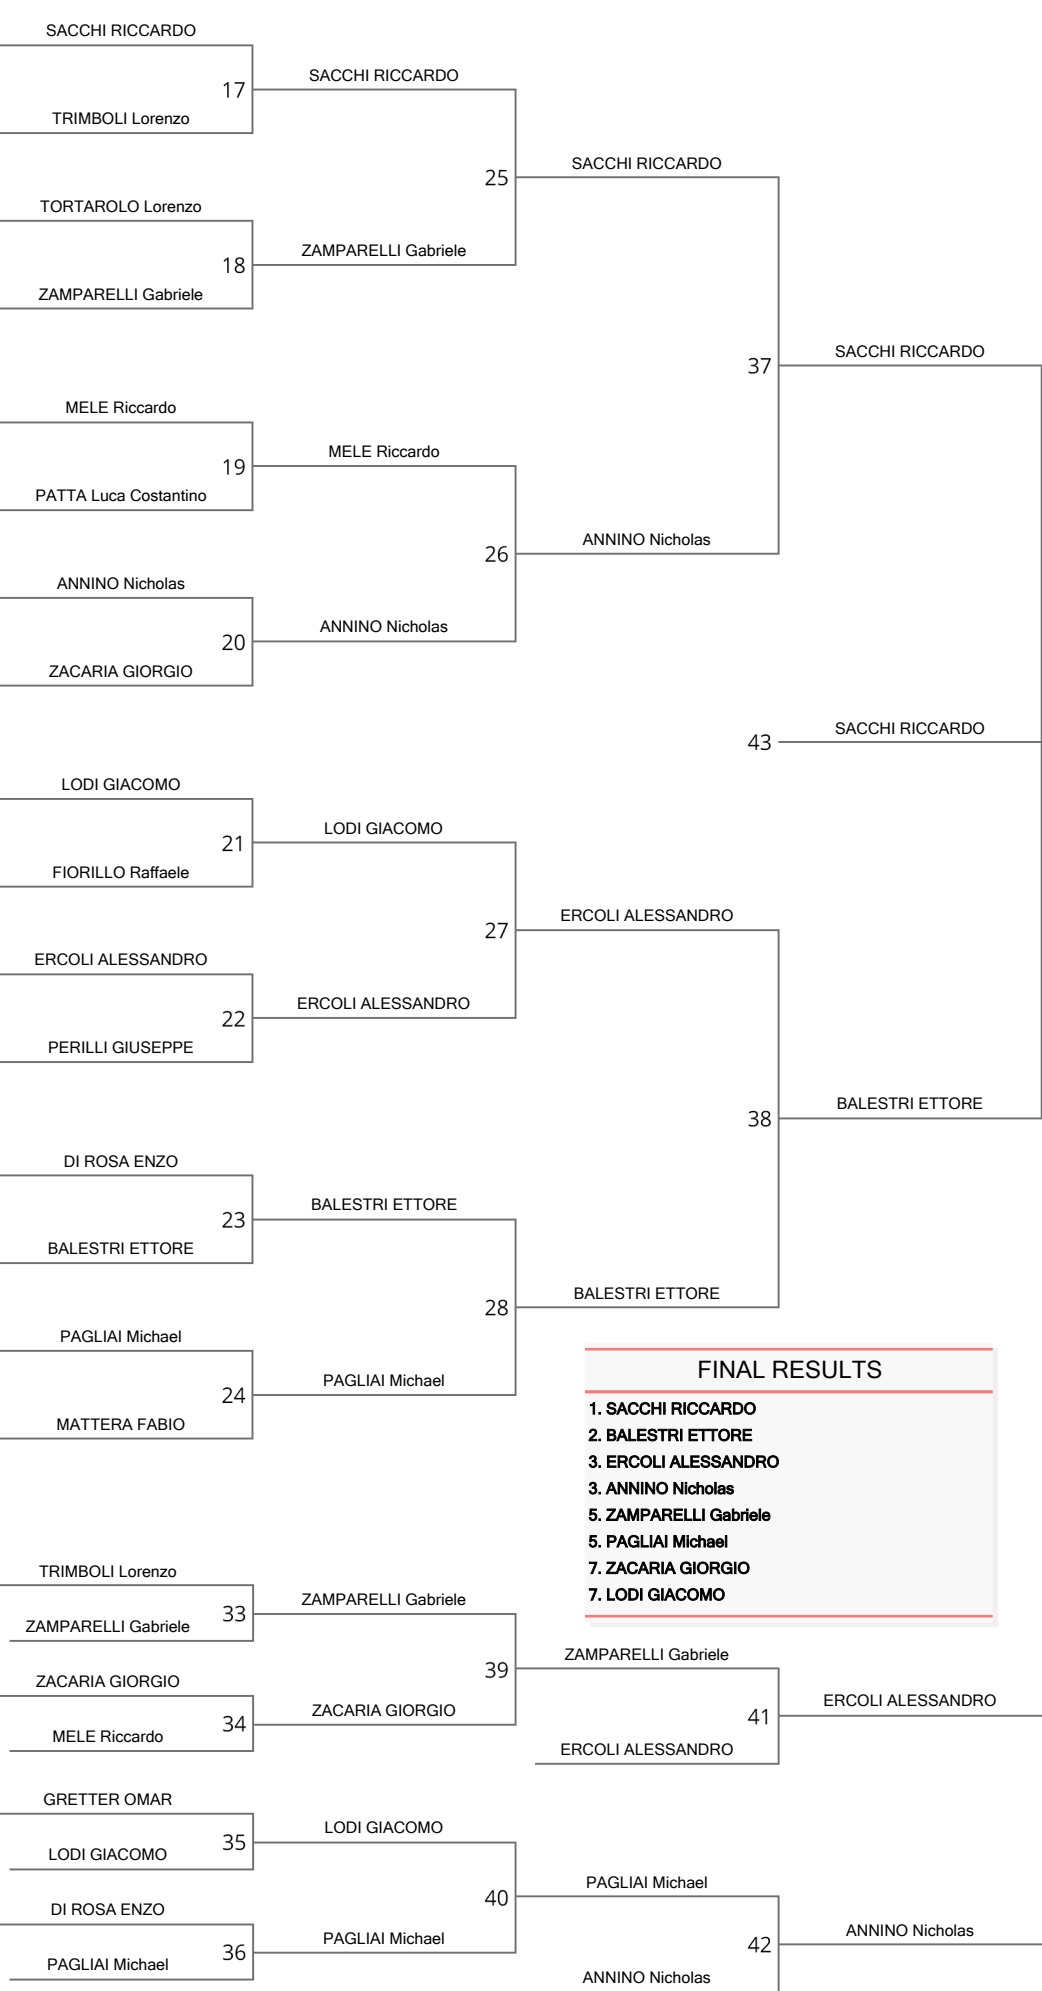 SACCHI RICCARDO
17
SACCHI RICCARDO
TRIMBOLI Lorenzo
25
SACCHI RICCARDO
TORTAROLO Lorenzo
18
ZAMPARELLI Gabriele
ZAMPARELLI Gabriele
37
SACCHI RICCARDO
MELE Riccardo
19
MELE Riccardo
PATTA Luca Costantino
26
ANNINO Nicholas
ANNINO Nicholas
20
ANNINO Nicholas
ZACARIA GIORGIO
43
SACCHI RICCARDO
LODI GIACOMO
21
LODI GIACOMO
FIORILLO Raffaele
27
ERCOLI ALESSANDRO
ERCOLI ALESSANDRO
22
ERCOLI ALESSANDRO
PERILLI GIUSEPPE
38
BALESTRI ETTORE
DI ROSA ENZO
23
BALESTRI ETTORE
BALESTRI ETTORE
28
BALESTRI ETTORE
PAGLIAI Michael
24
PAGLIAI Michael
MATTERA FABIO
FINAL RESULTS
1. SACCHI RICCARDO
2. BALESTRI ETTORE
3. ERCOLI ALESSANDRO
3. ANNINO Nicholas
5. ZAMPARELLI Gabriele
5. PAGLIAI Michael
7. ZACARIA GIORGIO
7. LODI GIACOMO
TRIMBOLI Lorenzo
33
ZAMPARELLI Gabriele
ZAMPARELLI Gabriele
39
ZAMPARELLI Gabriele
ZACARIA GIORGIO
34
ZACARIA GIORGIO
MELE Riccardo
41
ERCOLI ALESSANDRO
ERCOLI ALESSANDRO
GRETTER OMAR
35
LODI GIACOMO
LODI GIACOMO
40
PAGLIAI Michael
DI ROSA ENZO
36
PAGLIAI Michael
PAGLIAI Michael
42
ANNINO Nicholas
ANNINO Nicholas